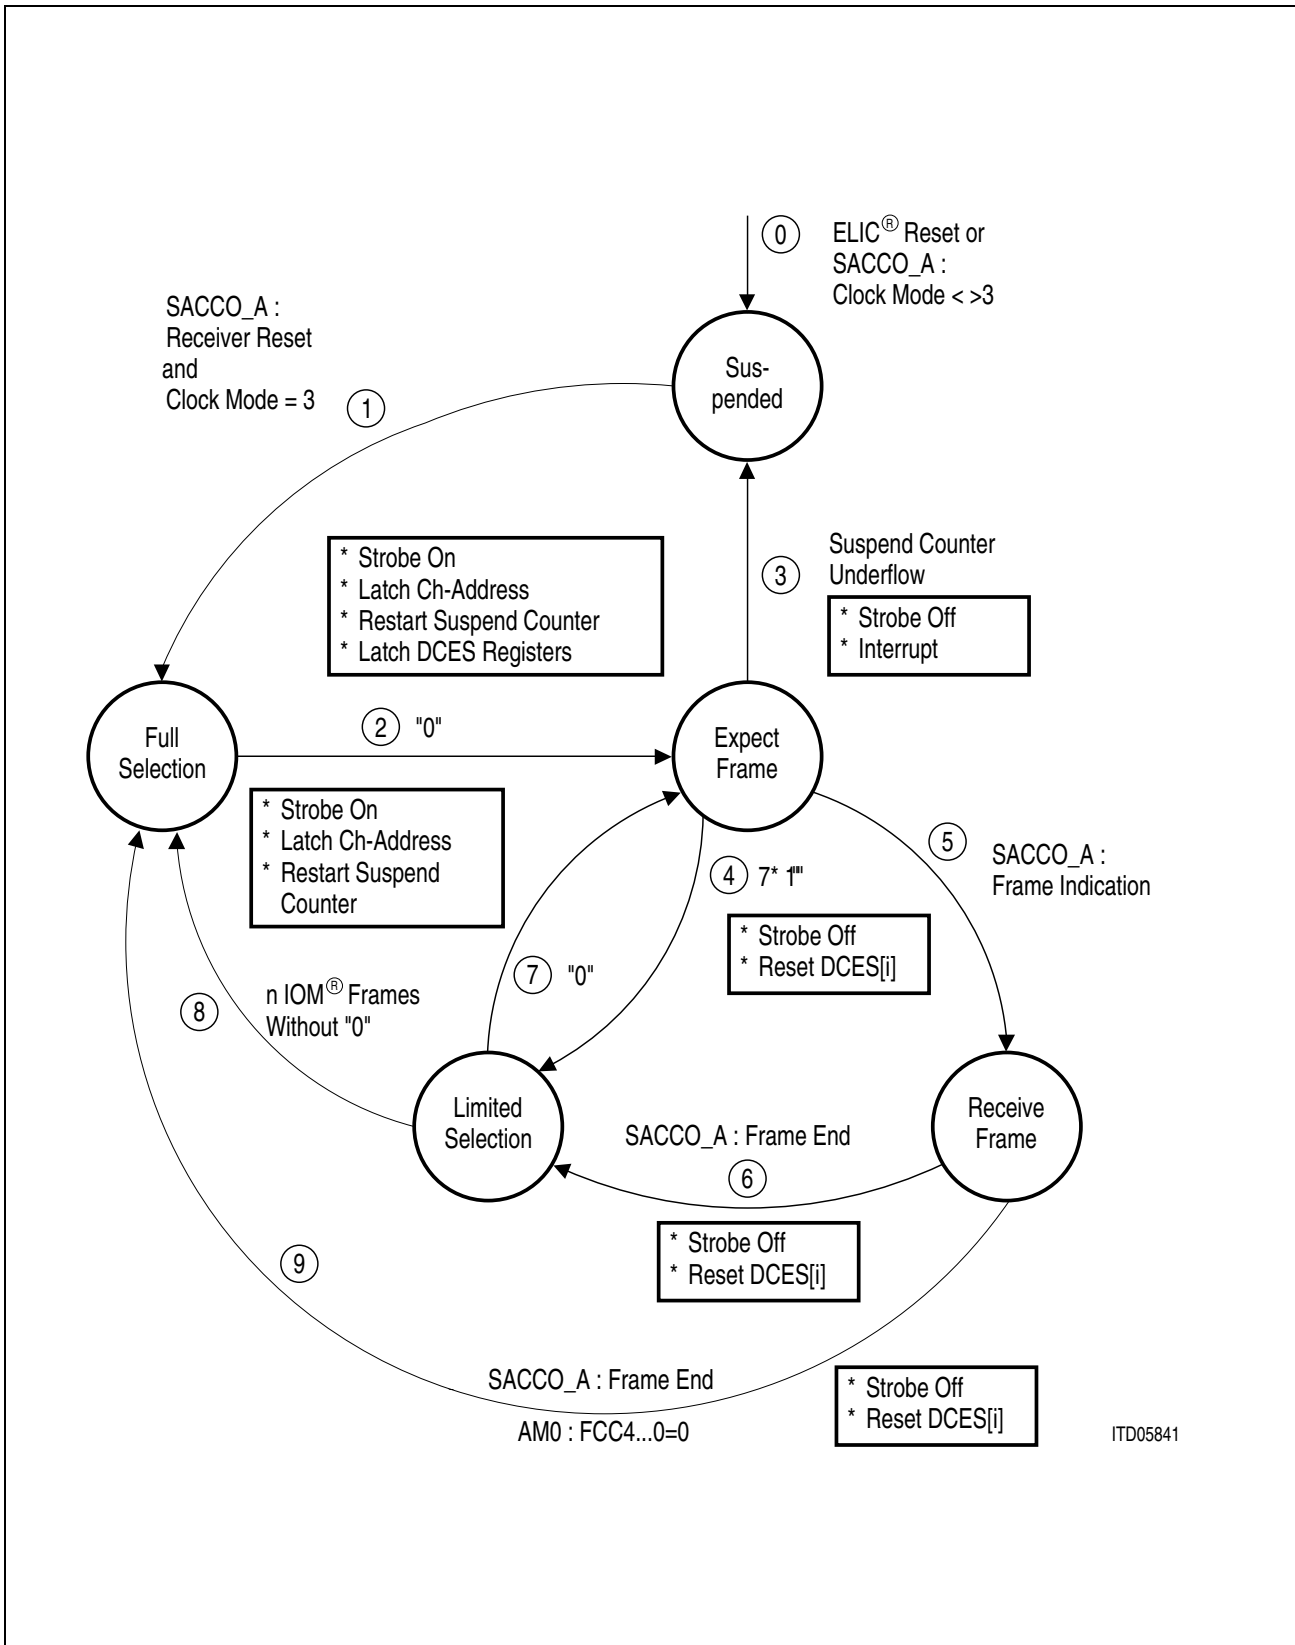 0
ELIC® Reset or
SACCO_A :
Clock Mode < >3
SACCO_A :
Receiver Reset
and
Clock Mode = 3
1
Sus-
pended
* Strobe On
* Latch Ch-Address
* Restart Suspend Counter
* Latch DCES Registers
3
Suspend Counter
Underflow
* Strobe Off
* Interrupt
Full
Selection
2 "0"
Expect
Frame
* Strobe On
* Latch Ch-Address
* Restart Suspend
Counter
4 7* 1""
* Strobe Off
* Reset DCES[i]
5
SACCO_A :
Frame Indication
7 "0"
8
n IOM® Frames
Without "0"
Limited
Selection
Receive
Frame
SACCO_A : Frame End
6
* Strobe Off
* Reset DCES[i]
9
SACCO_A : Frame End
AM0 : FCC4...0=0
* Strobe Off
* Reset DCES[i]
ITD05841